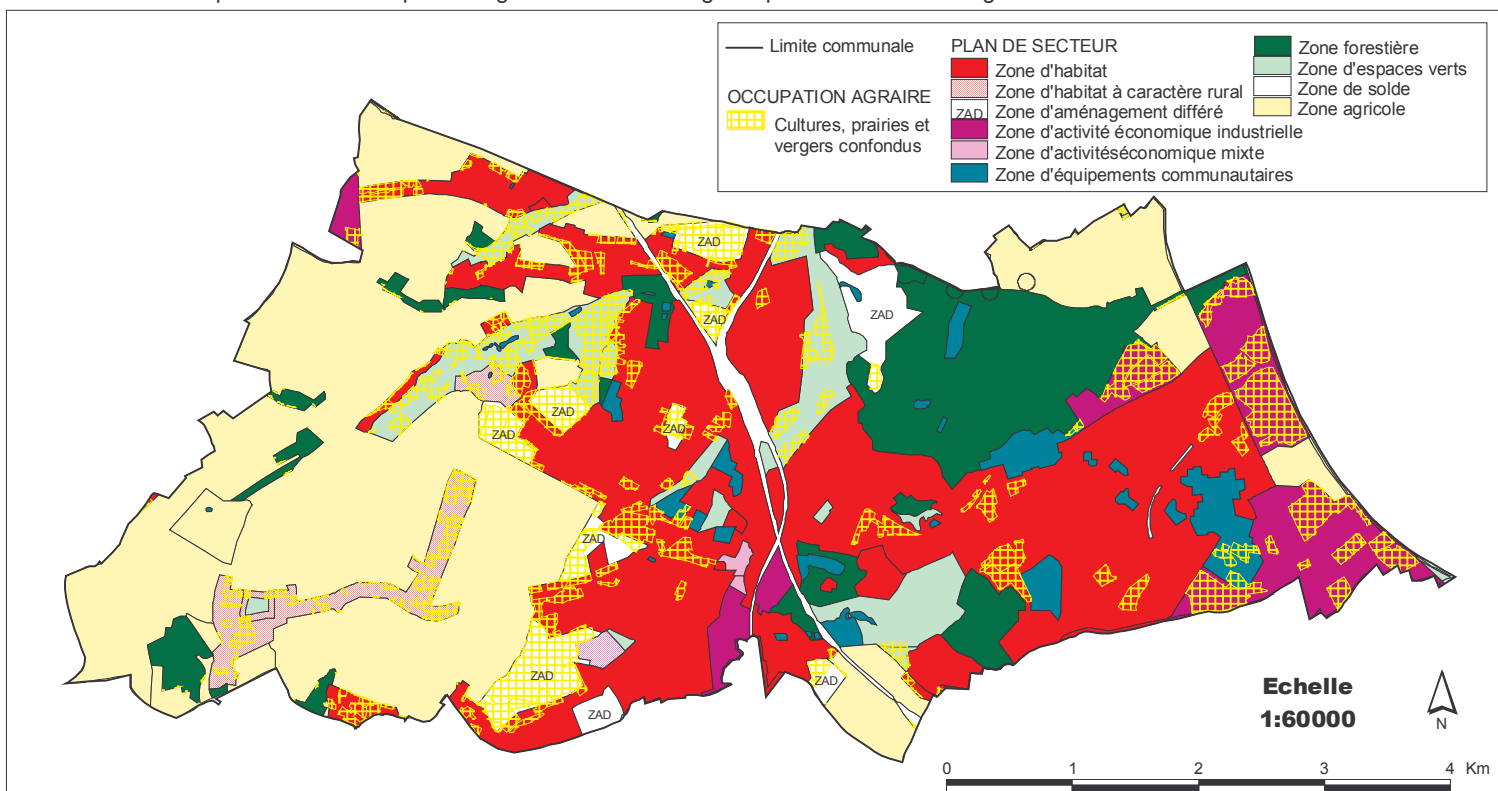 Limite communale
OCCUPATION AGRAIRE
Cultures, prairies et
vergers confondus
PLAN DE SECTEUR
Zone d'habitat
Zone d'habitat à caractère rural
ZAD Zone d'aménagement différé
Zone d'activité économique industrielle
Zone d'activitéséconomique mixte
Zone d'équipements communautaires
Zone forestière
Zone d'espaces verts
Zone de solde
Zone agricole
ZAD
ZAD
ZAD
ZAD
ZAD
ZAD
ZAD
ZAD
ZAD
ZAD
Echelle
1:60000
N
0 1 2 3 4 Km